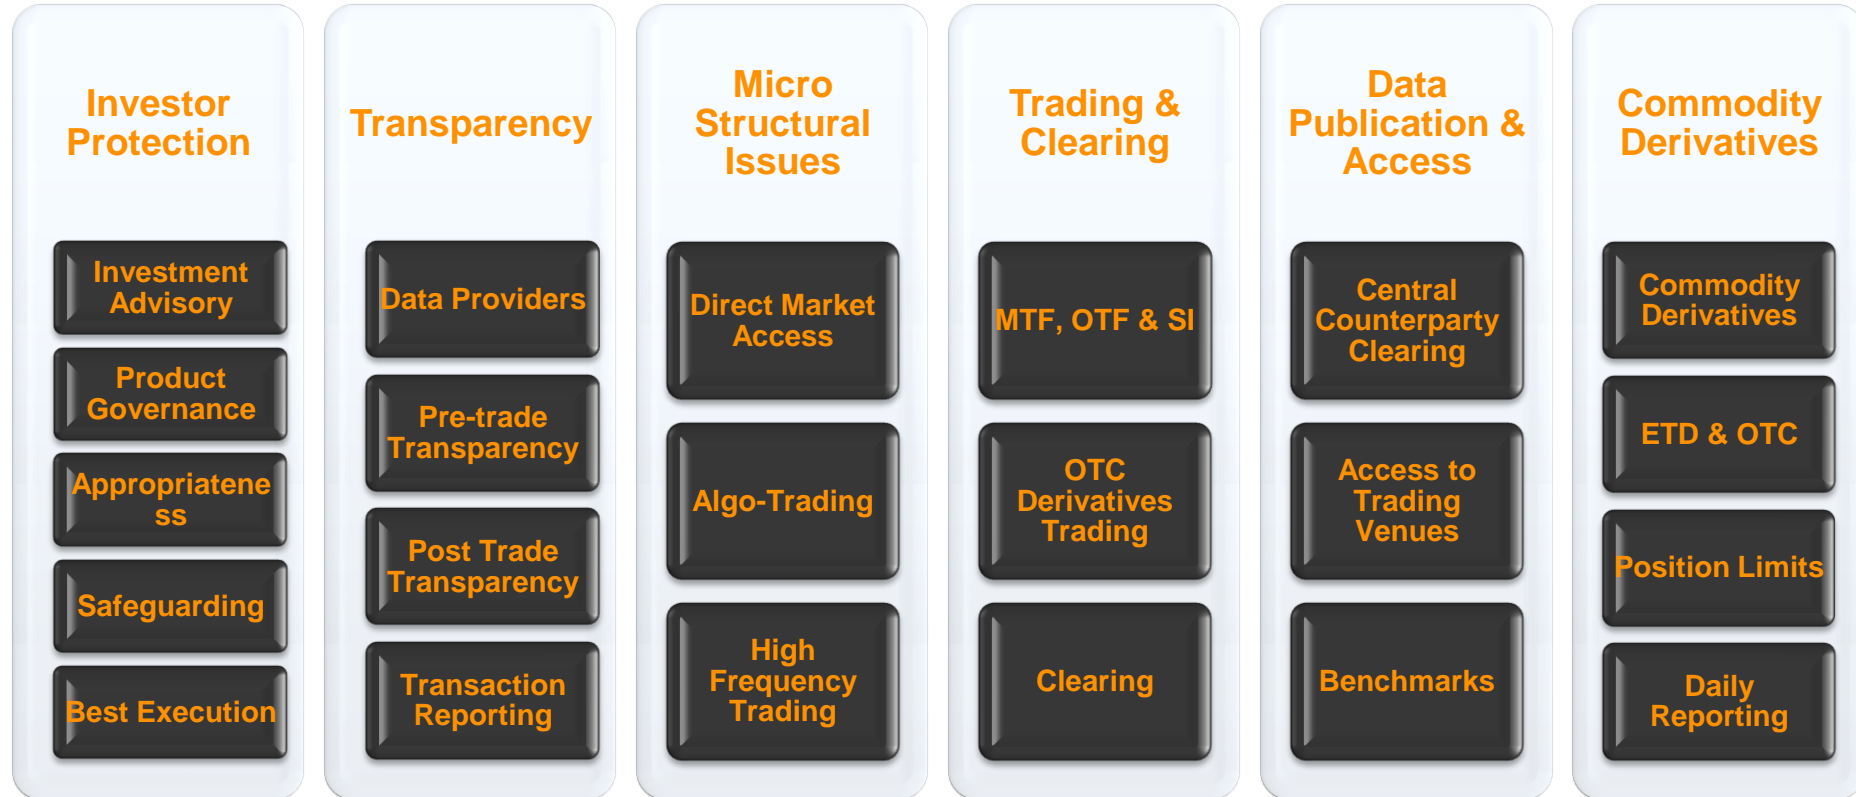 Investor
Protection
Investment
Advisory
Product
Governance
Appropriatene
ss
Safeguarding
Best Execution
Transparency
Data Providers
Pre-trade
Transparency
Post Trade
Transparency
Transaction
Reporting
Micro
Structural
Issues
Direct Market
Access
Algo-Trading
High
Frequency
Trading
Trading &
Clearing
MTF, OTF & SI
OTC
Derivatives
Trading
Clearing
Data
Publication &
Access
Central
Counterparty
Clearing
Access to
Trading
Venues
Benchmarks
Commodity
Derivatives
Commodity
Derivatives
ETD & OTC
Position Limits
Daily
Reporting